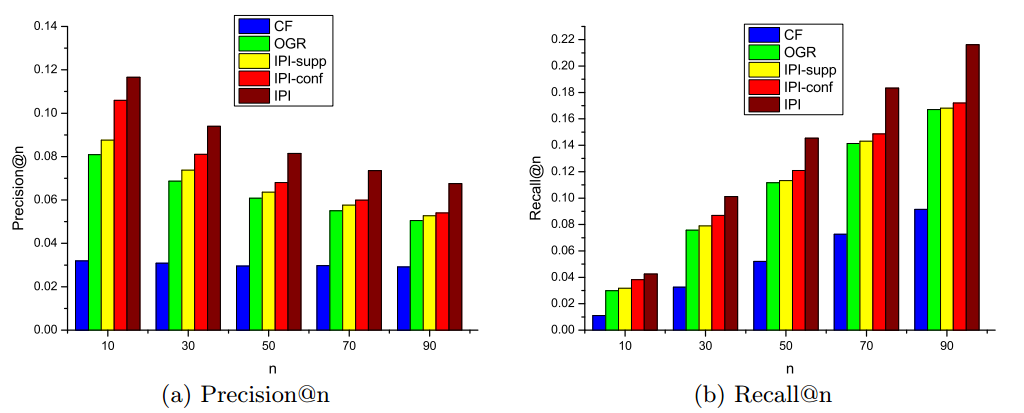 0.14
0.12
0.10
0.08
0.06
0.04
0.02
0.00
Precision@n
CF
OGR
IPI-supp
IPI-conf
IPI
10 30 50 70 90
n
(a) Precision@n
0.22
0.20
0.18
0.16
0.14
0.12
0.10
0.08
0.06
0.04
0.02
0.00
Recall@n
CF
OGR
IPI-supp
IPI-conf
IPI
10 30 50 70 90
n
(b) Recall@n